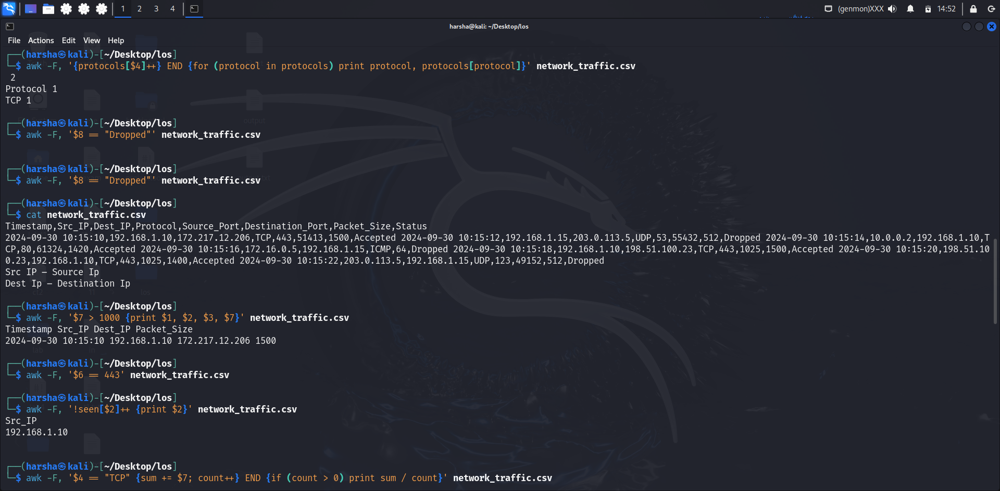 1 2 3 4
(genmon)XXX 14:52
harsha@kali: ~/Desktop/los
File Actions Edit View Help
┌──(harsha㉿kali)-[~/Desktop/los]
└─$ awk -F, '{protocols[$4]++} END {for (protocol in protocols) print protocol, protocols[protocol]}' network_traffic.csv
2
Protocol 1
TCP 1
┌──(harsha㉿kali)-[~/Desktop/los]
└─$ awk -F, '$8 == "Dropped"' network_traffic.csv
┌──(harsha㉿kali)-[~/Desktop/los]
└─$ awk -F, '$8 == "Dropped"' network_traffic.csv
┌──(harsha㉿kali)-[~/Desktop/los]
└─$ cat network_traffic.csv
Timestamp,Src_IP,Dest_IP,Protocol,Source_Port,Destination_Port,Packet_Size,Status
2024-09-30 10:15:10,192.168.1.10,172.217.12.206,TCP,443,51413,1500,Accepted 2024-09-30 10:15:12,192.168.1.15,203.0.113.5,UDP,53,55432,512,Dropped 2024-09-30 10:15:14,10.0.0.2,192.168.1.10,T
CP,80,61324,1420,Accepted 2024-09-30 10:15:16,172.16.0.5,192.168.1.15,ICMP,64,Dropped 2024-09-30 10:15:18,192.168.1.10,198.51.100.23,TCP,443,1025,1500,Accepted 2024-09-30 10:15:20,198.51.10
0.23,192.168.1.10,TCP,443,1025,1400,Accepted 2024-09-30 10:15:22,203.0.113.5,192.168.1.15,UDP,123,49152,512,Dropped
Src IP – Source Ip
Dest Ip – Destination Ip
┌──(harsha㉿kali)-[~/Desktop/los]
└─$ awk -F, '$7 > 1000 {print $1, $2, $3, $7}' network_traffic.csv
Timestamp Src_IP Dest_IP Packet_Size
2024-09-30 10:15:10 192.168.1.10 172.217.12.206 1500
┌──(harsha㉿kali)-[~/Desktop/los]
└─$ awk -F, '$6 == 443' network_traffic.csv
┌──(harsha㉿kali)-[~/Desktop/los]
└─$ awk -F, '!seen[$2]++ {print $2}' network_traffic.csv
Src_IP
192.168.1.10
┌──(harsha㉿kali)-[~/Desktop/los]
└─$ awk -F, '$4 == "TCP" {sum += $7; count++} END {if (count > 0) print sum / count}' network_traffic.csv